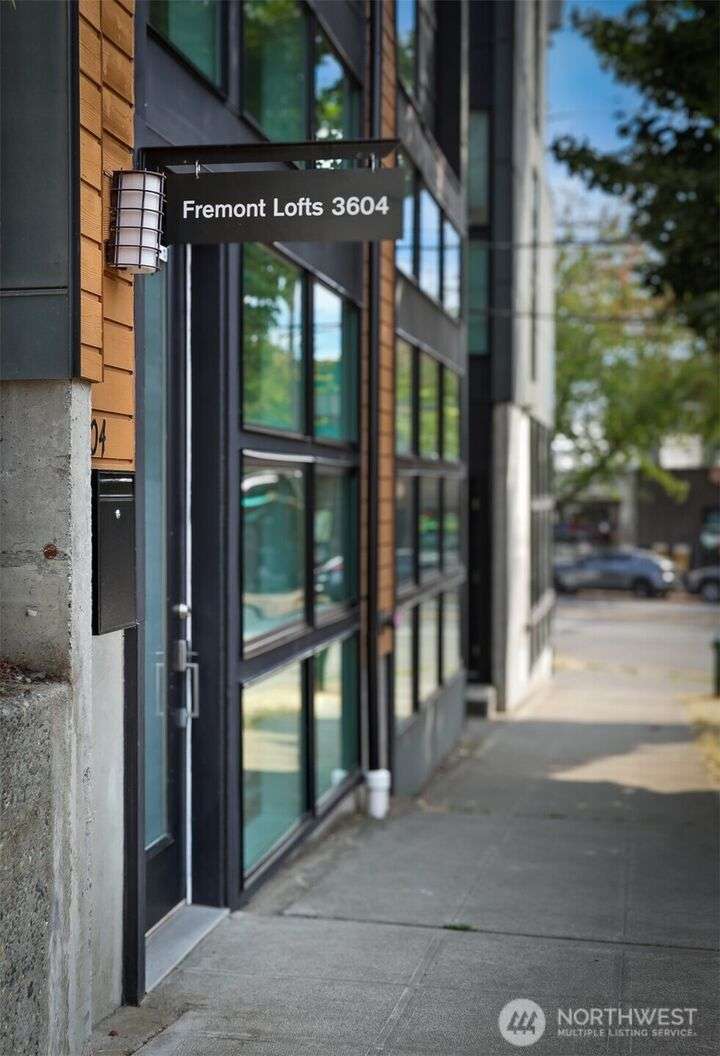 Fremont Lofts 3604
04
NORTHWEST
MULTIPLE LISTING SERVICE